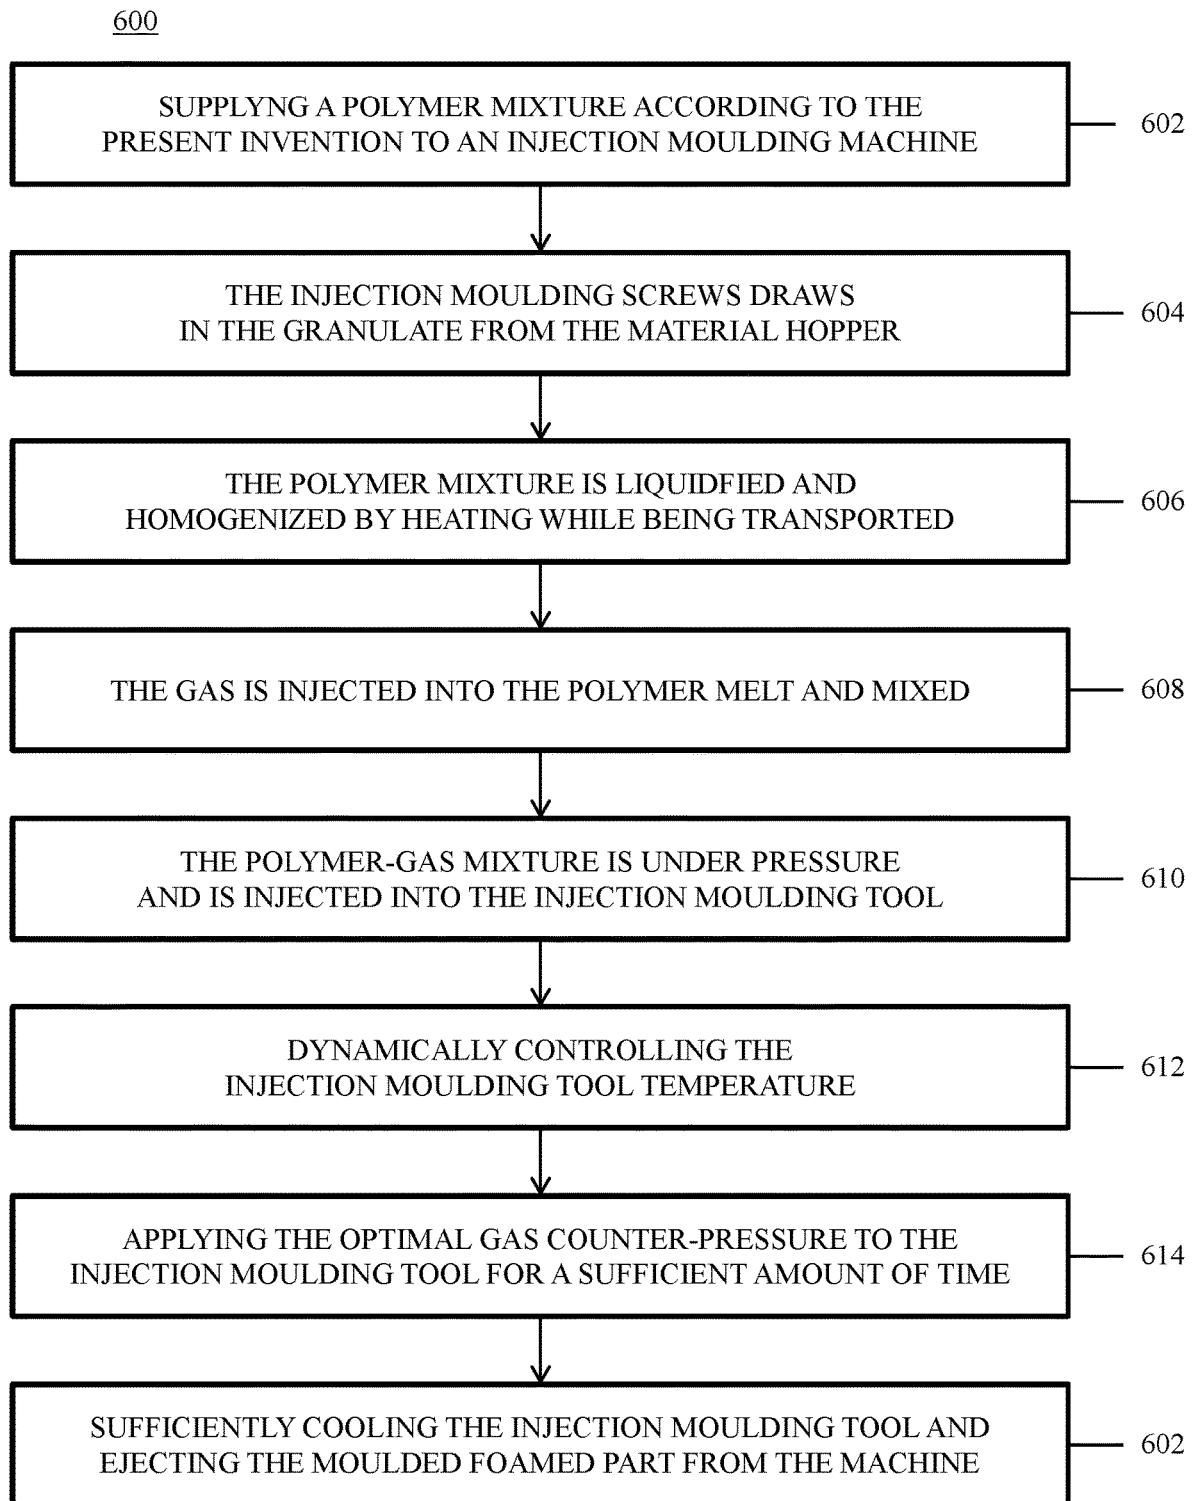 600
SUPPLYNG A POLYMER MIXTURE ACCORDING TO THE
PRESENT INVENTION TO AN INJECTION MOULDING MACHINE
602
THE INJECTION MOULDING SCREWS DRAWS
IN THE GRANULATE FROM THE MATERIAL HOPPER
604
THE POLYMER MIXTURE IS LIQUIDFIED AND
HOMOGENIZED BY HEATING WHILE BEING TRANSPORTED
606
THE GAS IS INJECTED INTO THE POLYMER MELT AND MIXED
608
THE POLYMER-GAS MIXTURE IS UNDER PRESSURE
AND IS INJECTED INTO THE INJECTION MOULDING TOOL
610
DYNAMICALLY CONTROLLING THE
INJECTION MOULDING TOOL TEMPERATURE
612
APPLYING THE OPTIMAL GAS COUNTER-PRESSURE TO THE
INJECTION MOULDING TOOL FOR A SUFFICIENT AMOUNT OF TIME
614
SUFFICIENTLY COOLING THE INJECTION MOULDING TOOL AND
EJECTING THE MOULDED FOAMED PART FROM THE MACHINE
602